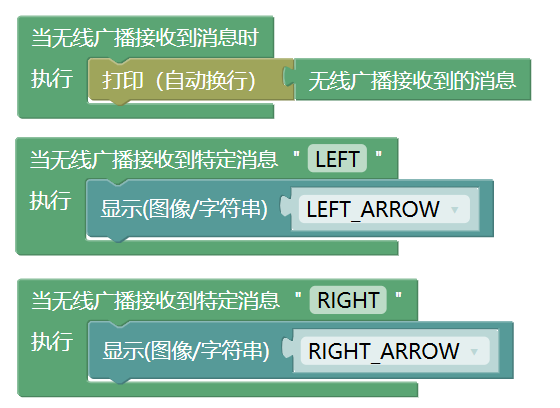 当无线广播接收到消息时
执行 打印（自动换行） 无线广播接收到的消息
当无线广播接收到特定消息 " LEFT "
执行 显示(图像/字符串) LEFT_ARROW
当无线广播接收到特定消息 " RIGHT "
执行 显示(图像/字符串) RIGHT_ARROW